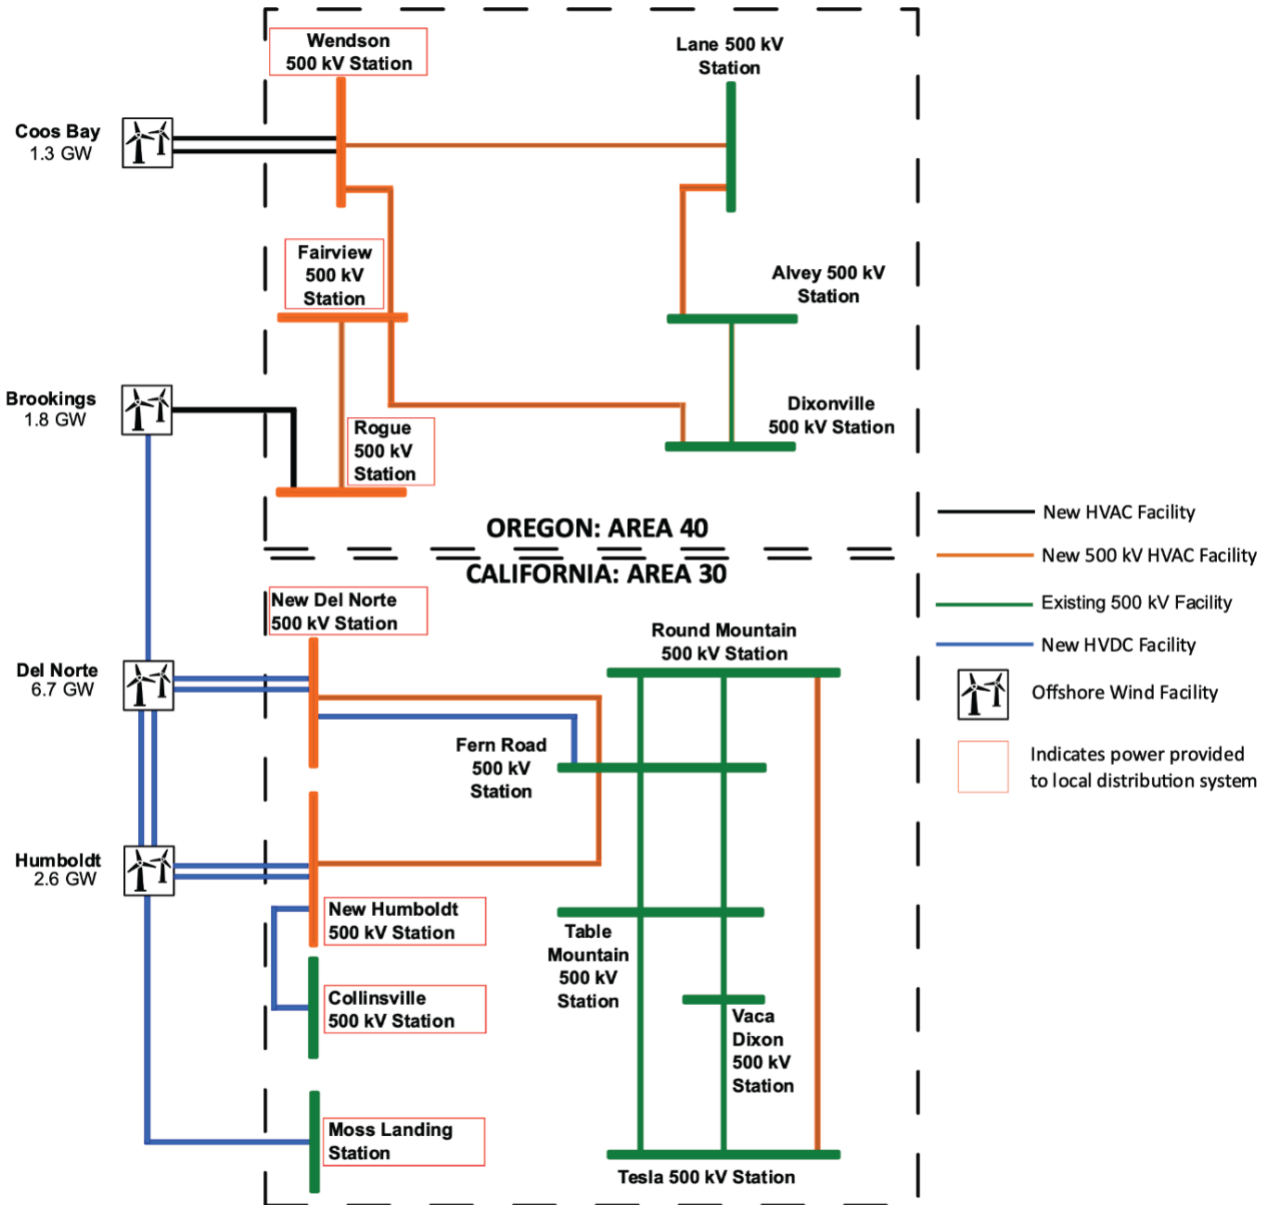 Wendson
500 kV Station
Lane 500 kV
Station
Coos Bay
1.3 GW
Fairview
500 kV
Station
Alvey 500 kV
Station
Brookings
1.8 GW
Rogue
500 kV
Station
Dixonville
500 kV Station
OREGON: AREA 40
CALIFORNIA: AREA 30
New HVAC Facility
New 500 kV HVAC Facility
Existing 500 kV Facility
New HVDC Facility
Offshore Wind Facility
Indicates power provided
to local distribution system
New Del Norte
500 kV Station
Round Mountain
500 kV Station
Del Norte
6.7 GW
Fern Road
500 kV
Station
Humboldt
2.6 GW
New Humboldt
500 kV Station
Table
Mountain
500 kV
Station
Collinsville
500 kV Station
Vaca
Dixon
500 kV
Station
Moss Landing
Station
Tesla 500 kV Station